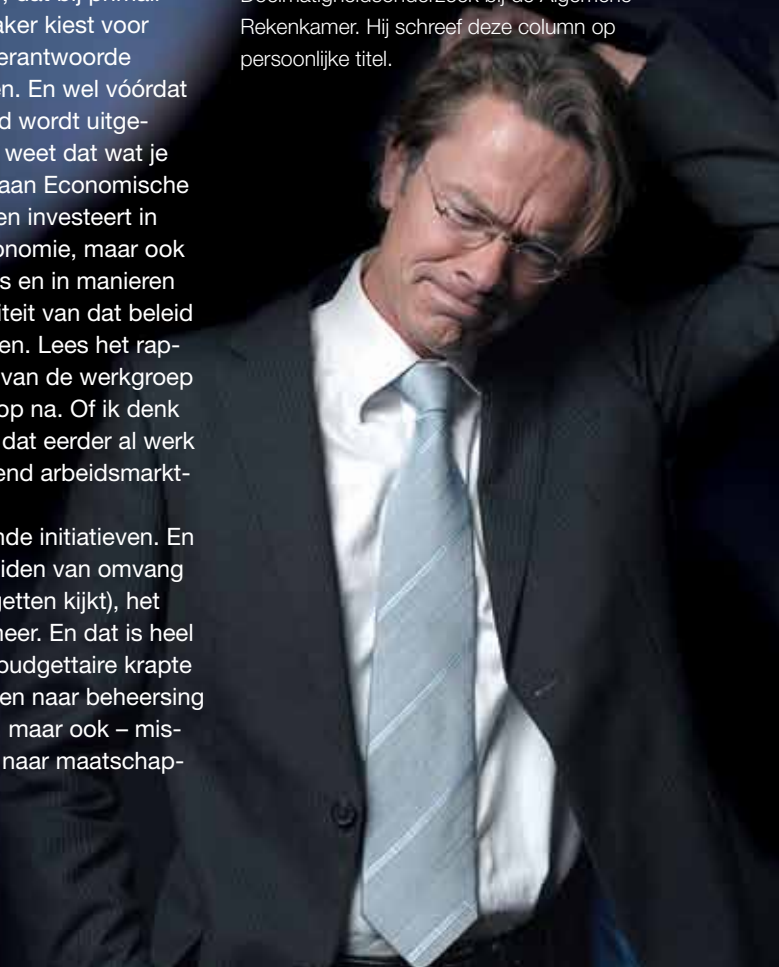 dat bij primair
aker kiest voor
erantwoorde
en. En wel vóórdat
d wordt uitge-
weet dat wat je
aan Economische
en investeert in
onomie, maar ook
s en in manieren
iteit van dat beleid
en. Lees het rap-
van de werkgroep
op na. Of ik denk
dat eerder al werk
end arbeidsmarkt-
nde initiatieven. En
iden van omvang
getten kijkt), het
neer. En dat is heel
budgettaire krapte
en naar beheersing
maar ook – mis-
naar maatschap-
Doelmatigheidsonderzoek bij de Algemene
Rekenkamer. Hij schreef deze column op
persoonlijke titel.